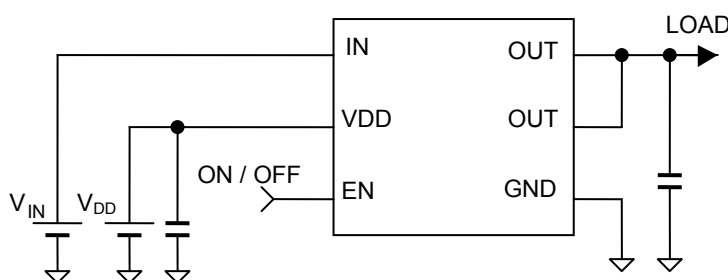 LOAD
IN
OUT
VDD
OUT
ON / OFF
EN
GND
VIN
VDD